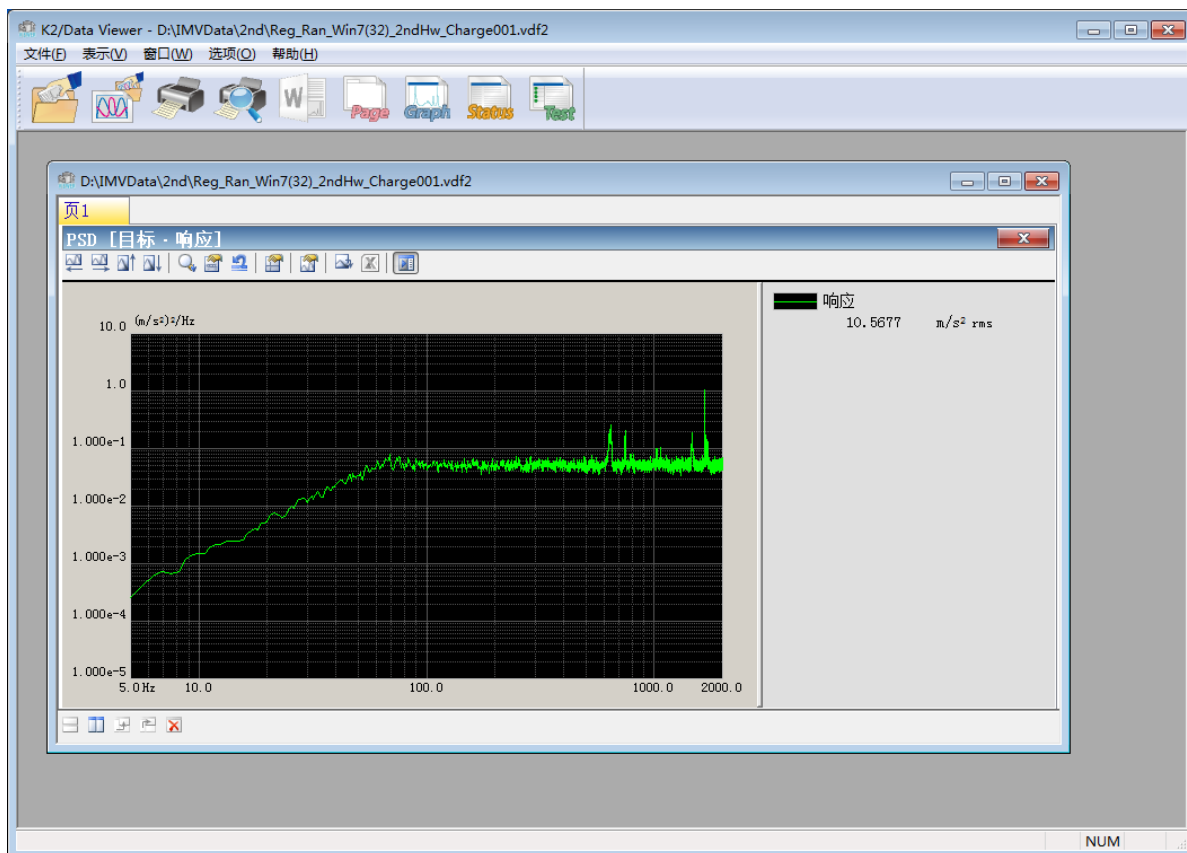 K2/Data Viewer - D:\IMVData\2nd\Reg_Ran_Win7(32)_2ndHw_Charge001.vdf2
文件(F) 表示(V) 窗口(W) 选项(O) 帮助(H)
W Page Graph Status Test
D:\IMVData\2nd\Reg_Ran_Win7(32)_2ndHw_Charge001.vdf2
页1
PSD [目标·响应]
响应
10.5677 m/s² rms
10.0 (m/s²)²/Hz
1.0
1.000e-1
1.000e-2
1.000e-3
1.000e-4
1.000e-5
5.0Hz 10.0 100.0 1000.0 2000.0
NUM